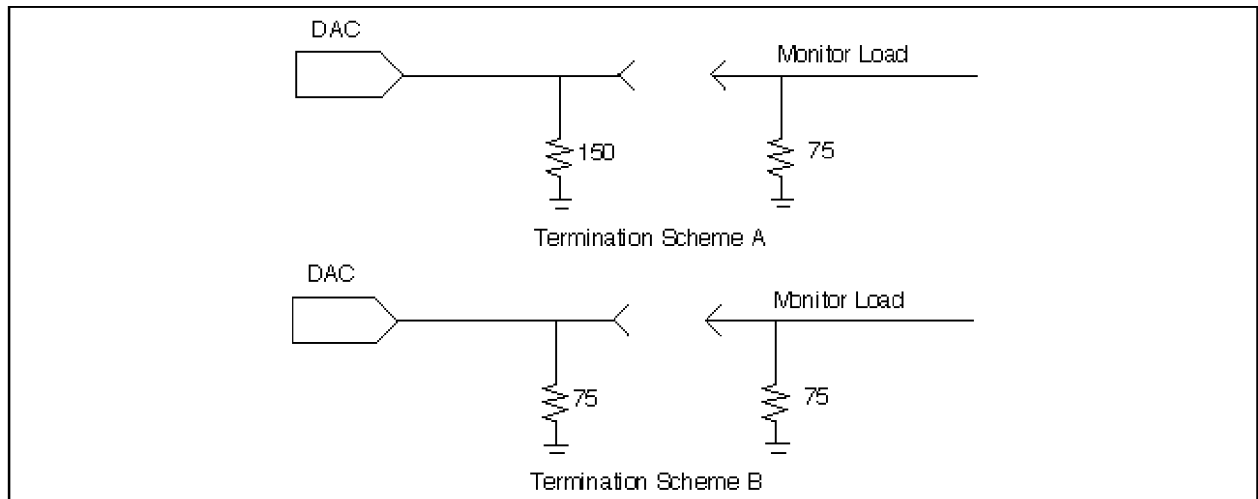 DAC
Monitor Load
150
75
Termination Scheme A
DAC
Monitor Load
75
75
Termination Scheme B